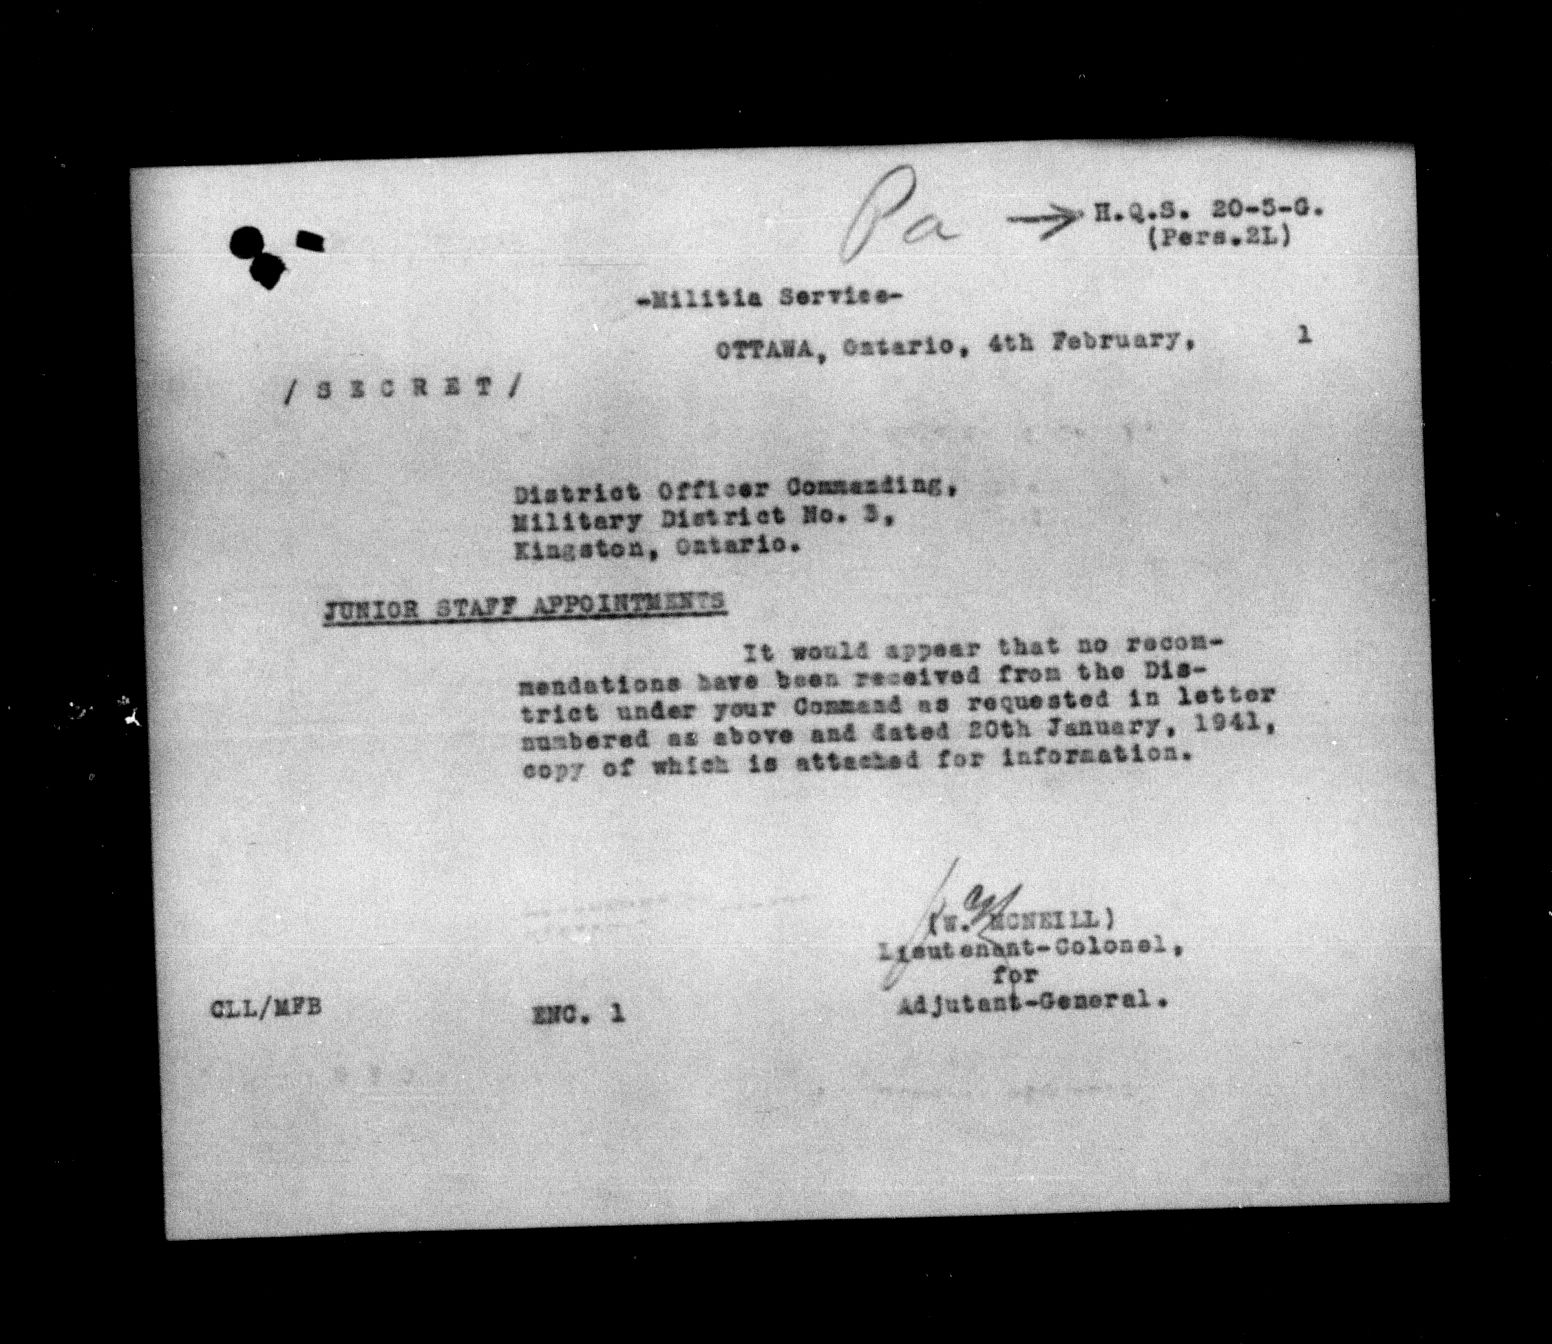 Pa → H.Q.S. 20-5-G.
(Pers.2L)
-Militia Service-
OTTAWA, Ontario, 4th February, 1
/ S E C R E T /
District Officer Commanding,
Military District No. 3,
Kingston, Ontario.
JUNIOR STAFF APPOINTMENTS
It would appear that no recom-
mendations have been received from the Dis-
trict under your Command as requested in letter
numbered as above and dated 20th January, 1941,
copy of which is attached for information.
(W. MCNEILL)
Lieutenant-Colonel,
for
Adjutant-General.
CLL/MFB ENC. 1